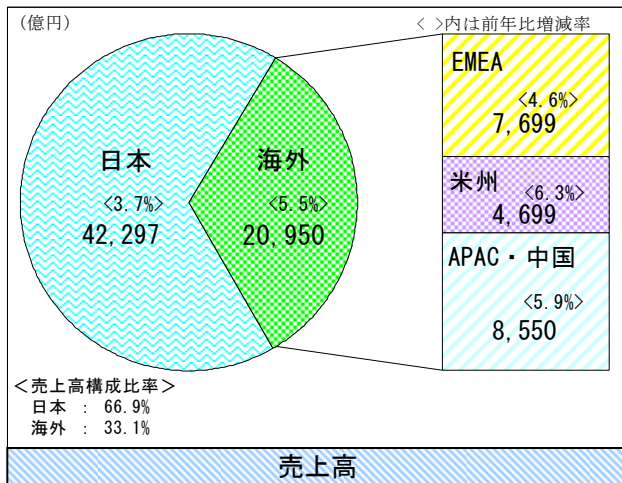 (億円)
< >内は前年比増減率
日本
<3.7%>
42,297
海外
<5.5%>
20,950
EMEA
<4.6%>
7,699
米州
<6.3%>
4,699
APAC・中国
<5.9%>
8,550
<売上高構成比率>
日本 : 66.9%
海外 : 33.1%
売上高